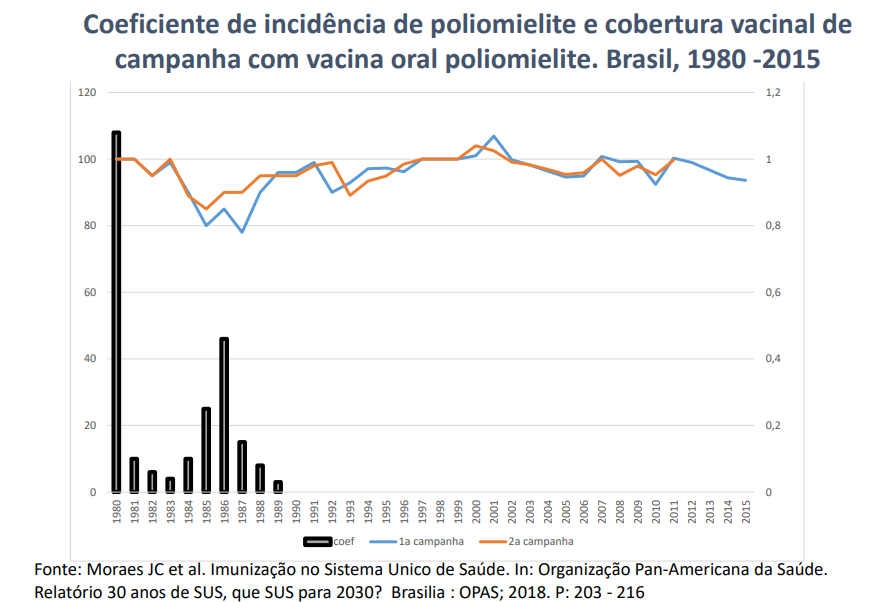 Coeficiente de incidência de poliomielite e cobertura vacinal de
campanha com vacina oral poliomielite. Brasil, 1980 -2015
120
100
80
60
40
20
0
1,2
1
0,8
0,6
0,4
0,2
0
1980 1981 1982 1983 1984 1985 1986 1987 1988 1989 1990 1991 1992 1993 1994 1995 1996 1997 1998 1999 2000 2001 2002 2003 2004 2005 2006 2007 2008 2009 2010 2011 2012 2013 2014 2015
coef 1a campanha 2a campanha
Fonte: Moraes JC et al. Imunização no Sistema Unico de Saúde. In: Organização Pan-Americana da Saúde.
Relatório 30 anos de SUS, que SUS para 2030? Brasilia : OPAS; 2018. P: 203 - 216